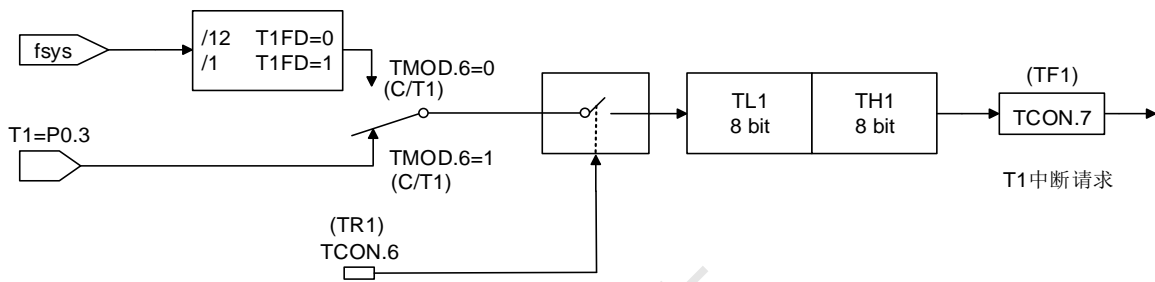 fsys
/12 T1FD=0
/1 T1FD=1
TMOD.6=0
(C/T1)
T1=P0.3
TMOD.6=1
(C/T1)
(TR1)
TCON.6
TL1
8 bit
TH1
8 bit
(TF1)
TCON.7
T1中断请求